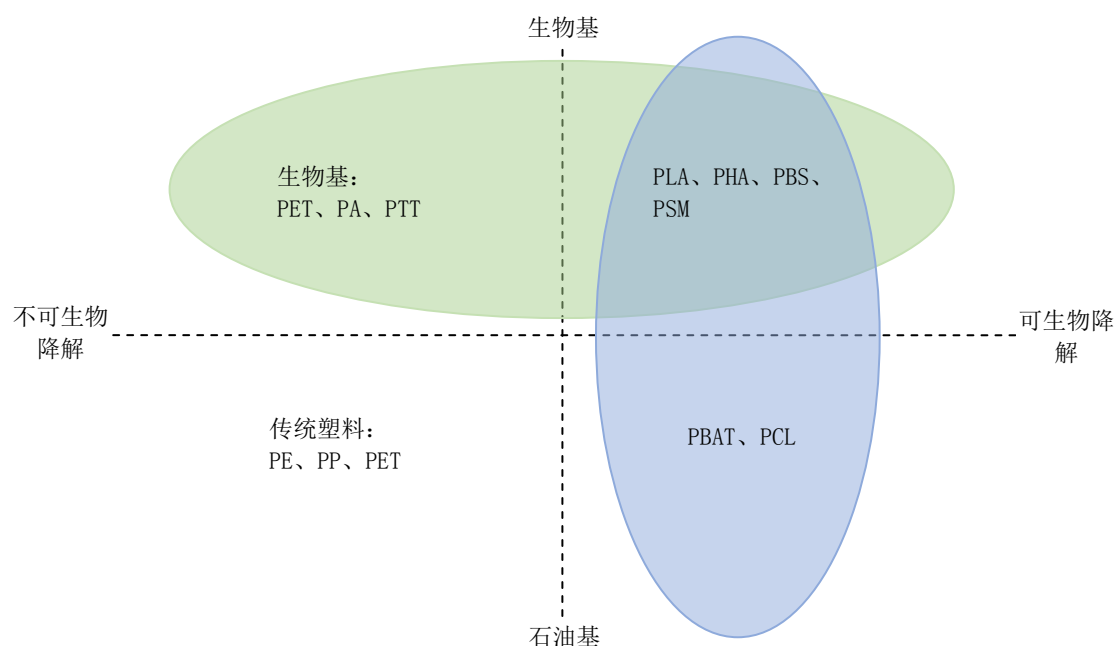 生物基
生物基：
PET、PA、PTT
PLA、PHA、PBS、
PSM
不可生物
降解
可生物降
解
传统塑料：
PE、PP、PET
PBAT、PCL
石油基